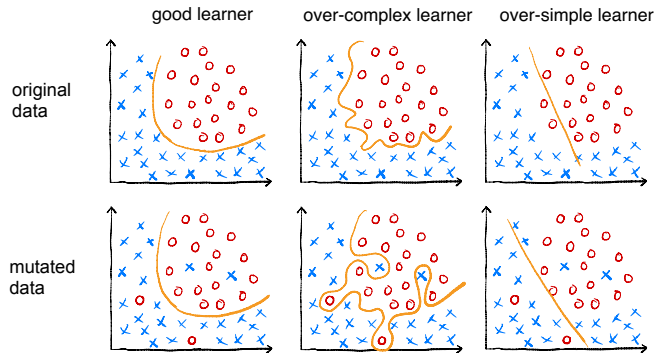 good learner
over-complex learner
over-simple learner
original
data
mutated
data